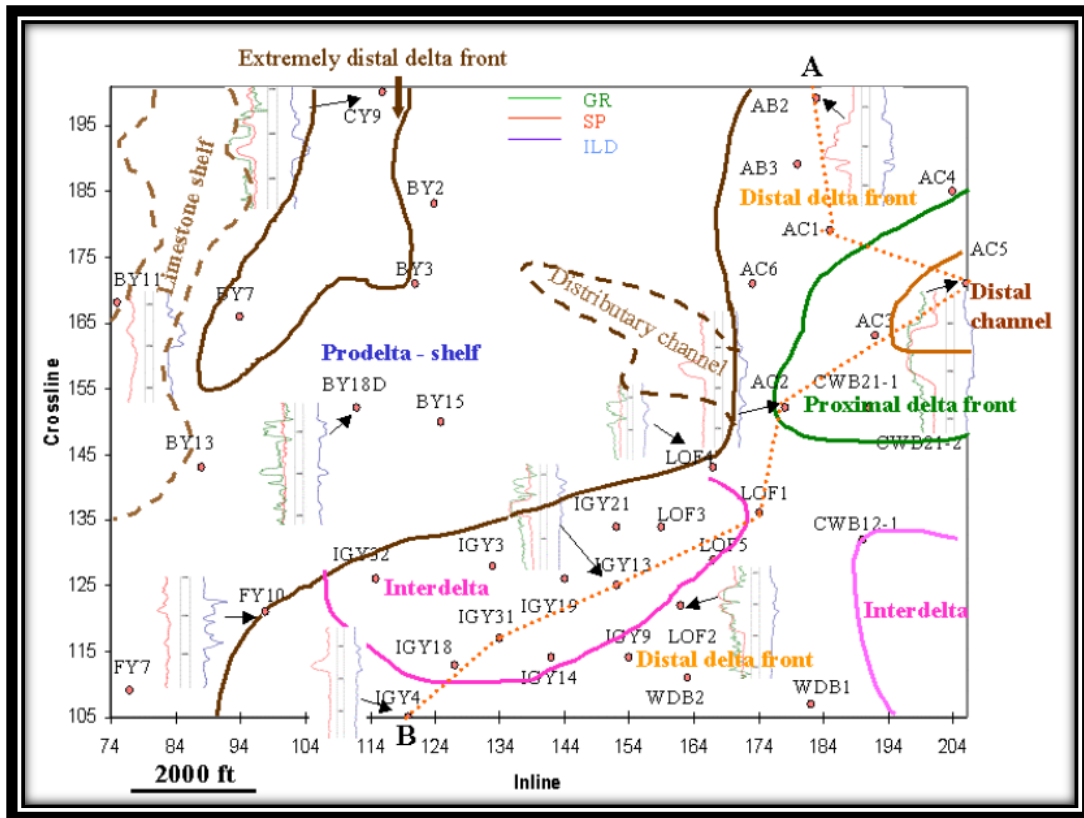 Extremely distal delta front
A
GR
SP
ILD
CY9
AB2
AB3
BY2
AC4
Distal delta front
AC1
AC5
Limestone shelf
BY11
BY3
BY7
AC6
Distributary channel
Distal
channel
AC3
Prodelta - shelf
BY18D
BY15
AC2
CWB21-1
Proximal delta front
BY13
CWB21-2
LOF4
IGY21
LOF3
LOF1
CWB12-1
IGY32
IGY3
IGY13
LOF5
Interdelta
Interdelta
FY10
IGY31
IGY19
IGY18
IGY9
LOF2
Distal delta front
FY7
IGY14
IGY4
WDB2
WDB1
B
Crossline
195
185
175
165
155
145
135
125
115
105
74 84 94 104 114 124 134 144 154 164 174 184 194 204
2000 ft
Inline